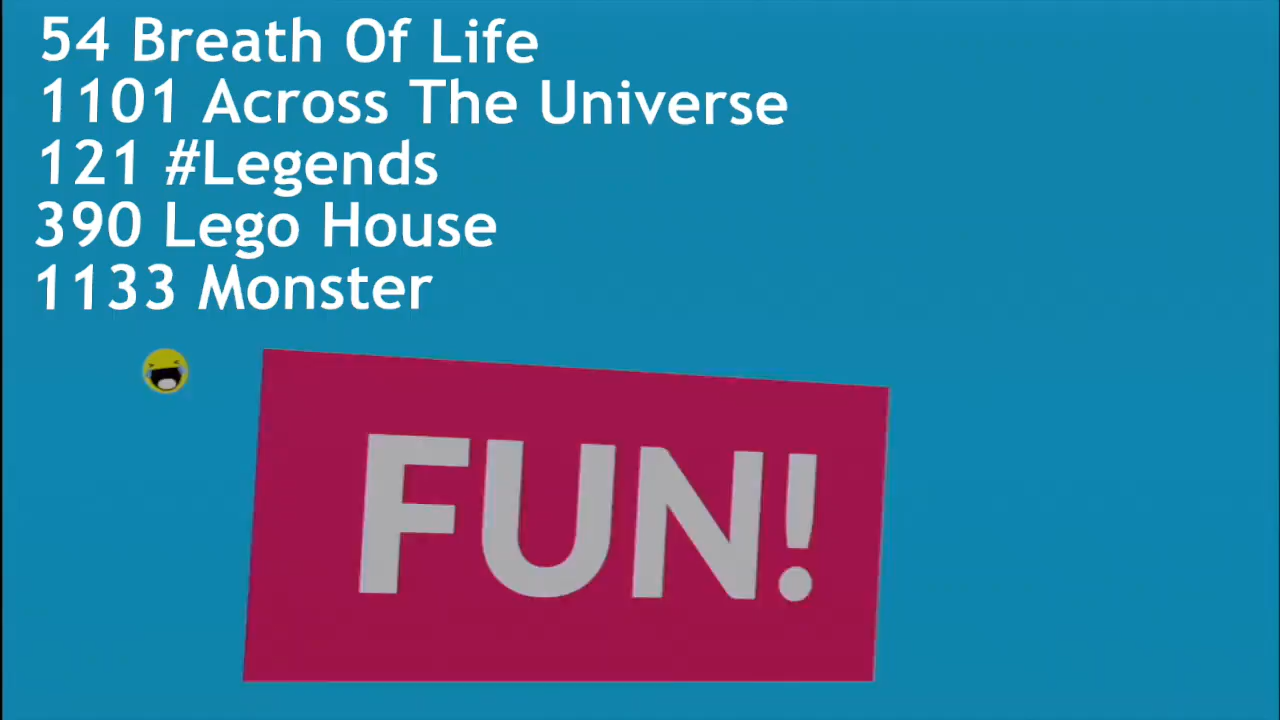 54 Breath Of Life
1101 Across The Universe
121 #Legends
390 Lego House
1133 Monster
FUN!